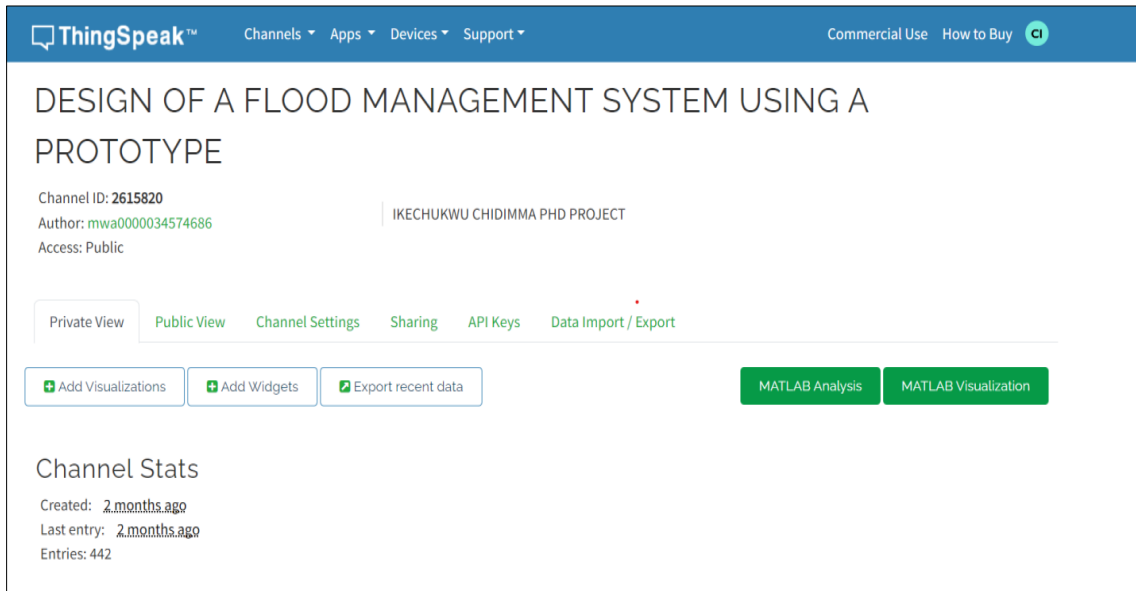 ThingSpeak™ Channels Apps Devices Support Commercial Use How to Buy CI
DESIGN OF A FLOOD MANAGEMENT SYSTEM USING A
PROTOTYPE
Channel ID: 2615820
Author: mwa0000034574686
Access: Public
IKECHUKWU CHIDIMMA PHD PROJECT
Private View Public View Channel Settings Sharing API Keys Data Import / Export
Add Visualizations Add Widgets Export recent data MATLAB Analysis MATLAB Visualization
Channel Stats
Created: 2 months ago
Last entry: 2 months ago
Entries: 442